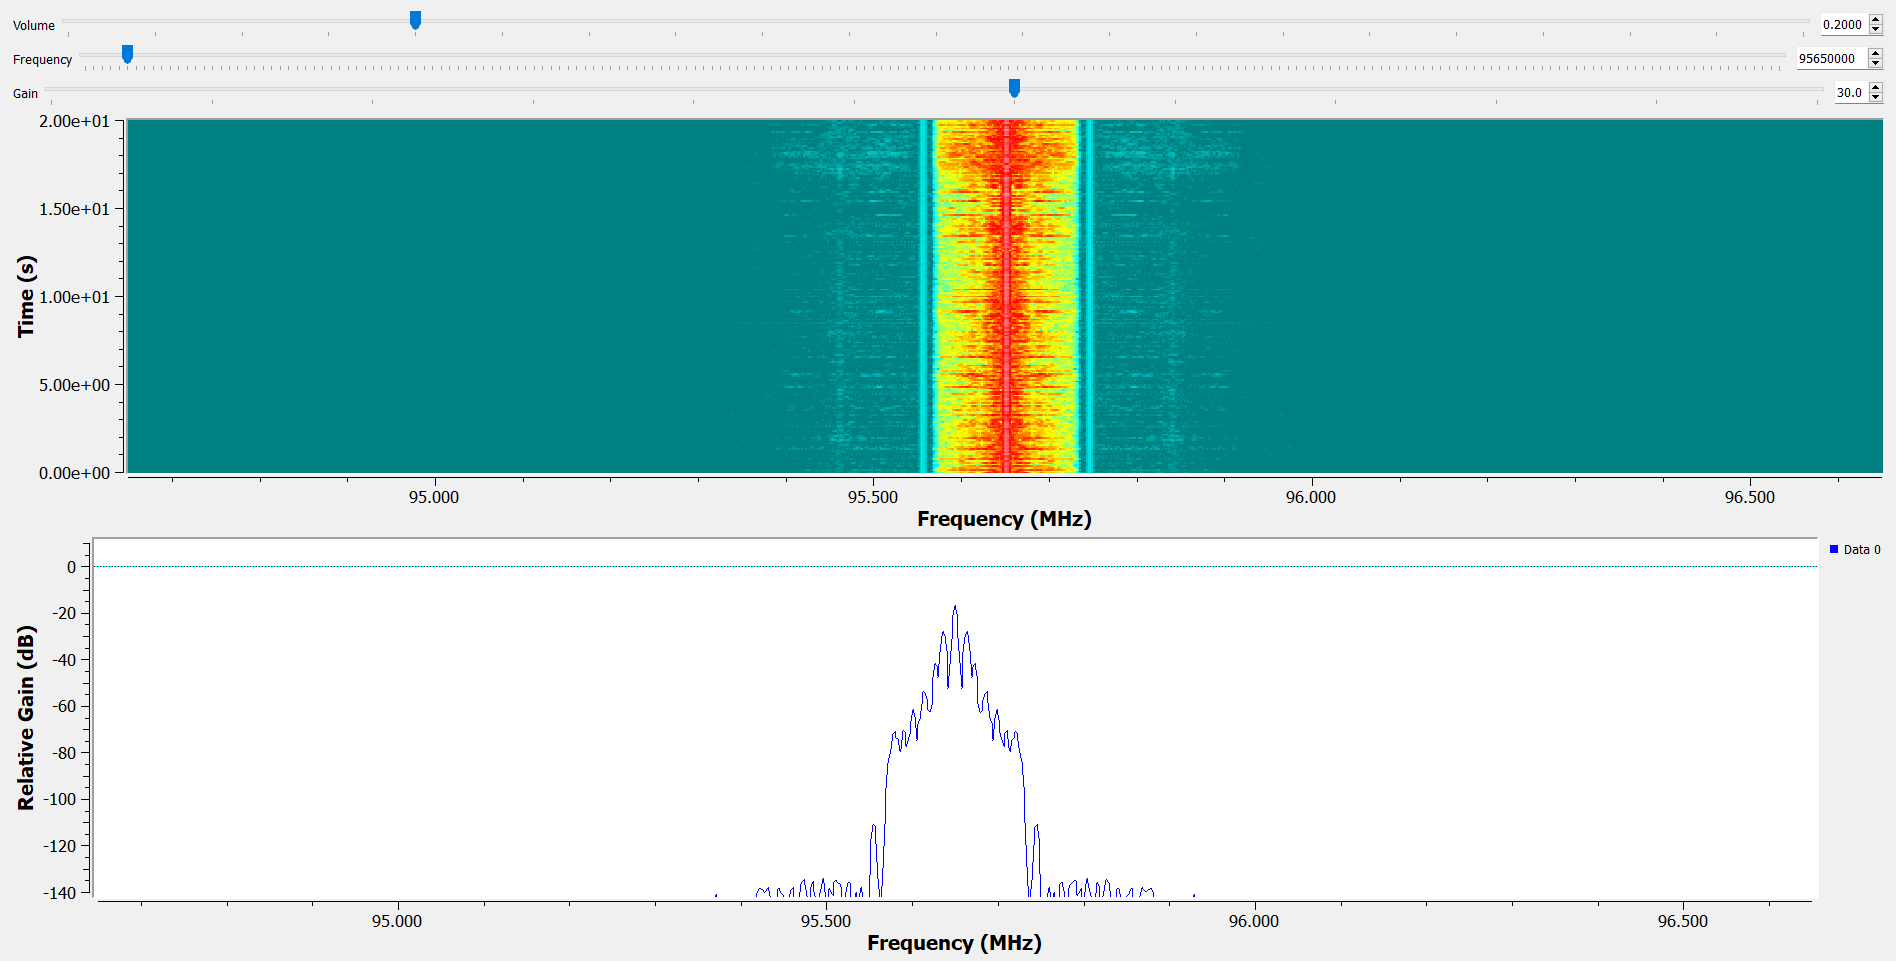 Volume 0.2000
Frequency 95650000
Gain 30.0
2.00e+01
1.50e+01
1.00e+01
5.00e+00
0.00e+00
Time (s)
95.000 95.500 96.000 96.500
Frequency (MHz)
Data 0
0
-20
-40
-60
-80
-100
-120
-140
Relative Gain (dB)
95.000 95.500 96.000 96.500
Frequency (MHz)